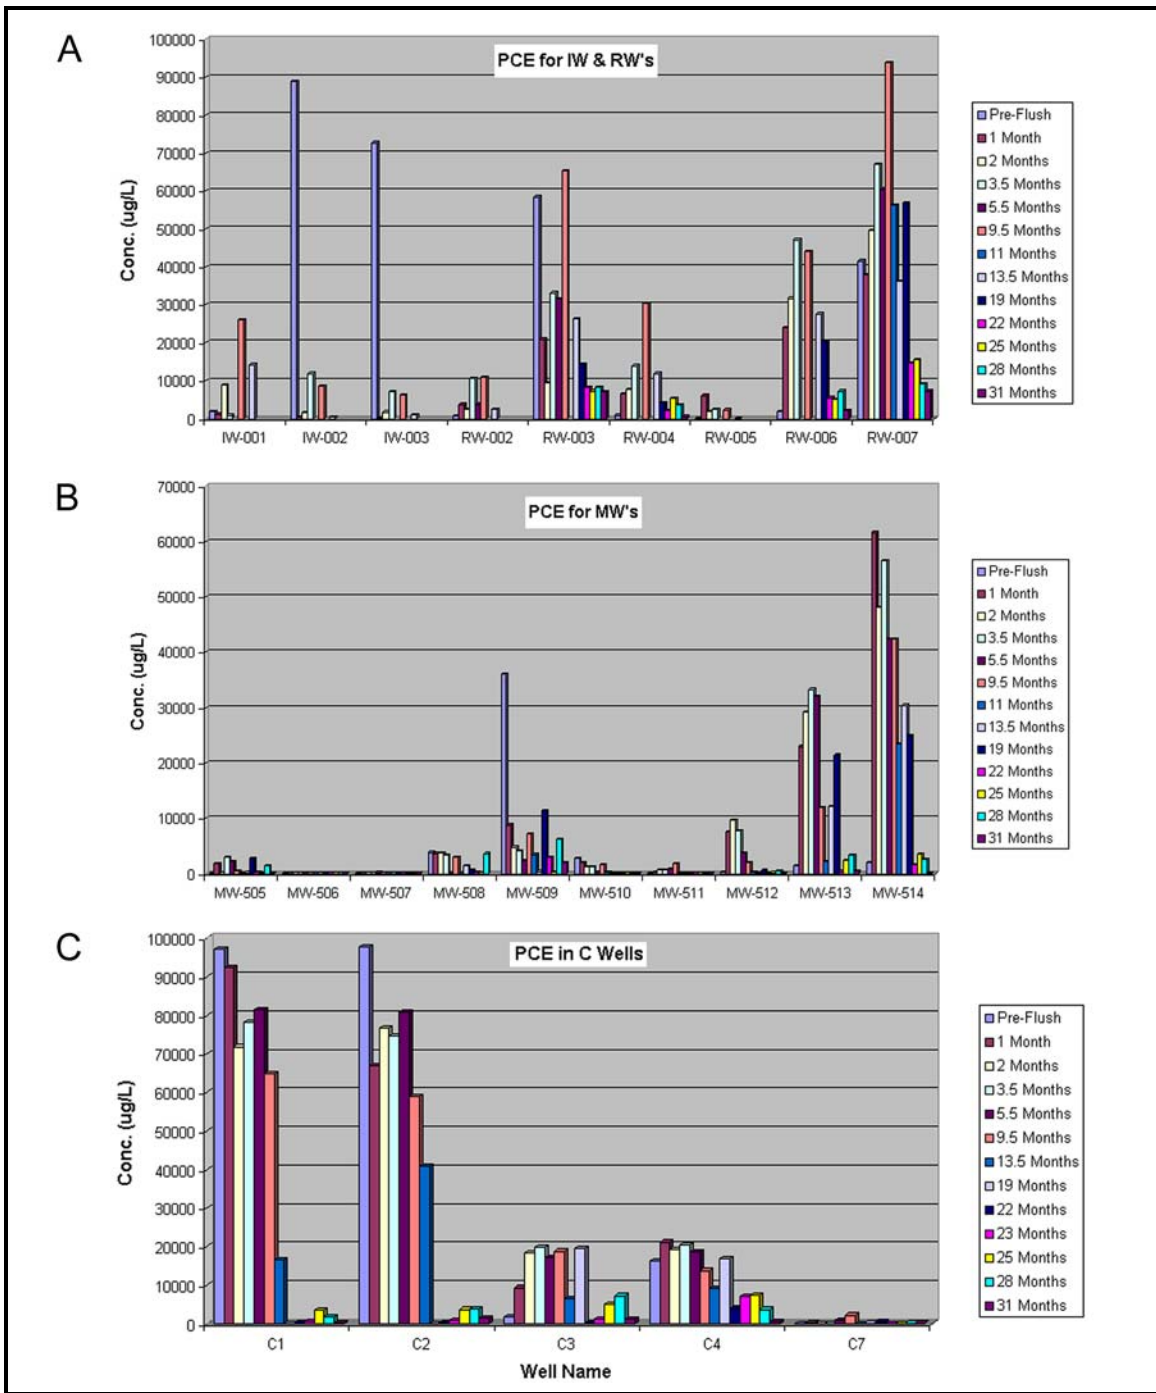 A
PCE for IW & RW's
Conc. (ug/L)
100000
90000
80000
70000
60000
50000
40000
30000
20000
10000
0
IW-001 IW-002 IW-003 RW-002 RW-003 RW-004 RW-005 RW-006 RW-007
Pre-Flush
1 Month
2 Months
3.5 Months
5.5 Months
9.5 Months
11 Months
13.5 Months
19 Months
22 Months
25 Months
28 Months
31 Months
B
PCE for MW's
Conc. (ug/L)
70000
60000
50000
40000
30000
20000
10000
0
MW-505 MW-506 MW-507 MW-508 MW-509 MW-510 MW-511 MW-512 MW-513 MW-514
Pre-Flush
1 Month
2 Months
3.5 Months
5.5 Months
9.5 Months
11 Months
13.5 Months
19 Months
22 Months
25 Months
28 Months
31 Months
C
PCE in C Wells
Conc. (ug/L)
100000
90000
80000
70000
60000
50000
40000
30000
20000
10000
0
C1 C2 C3 C4 C7
Well Name
Pre-Flush
1 Month
2 Months
3.5 Months
5.5 Months
9.5 Months
13.5 Months
19 Months
22 Months
23 Months
25 Months
28 Months
31 Months